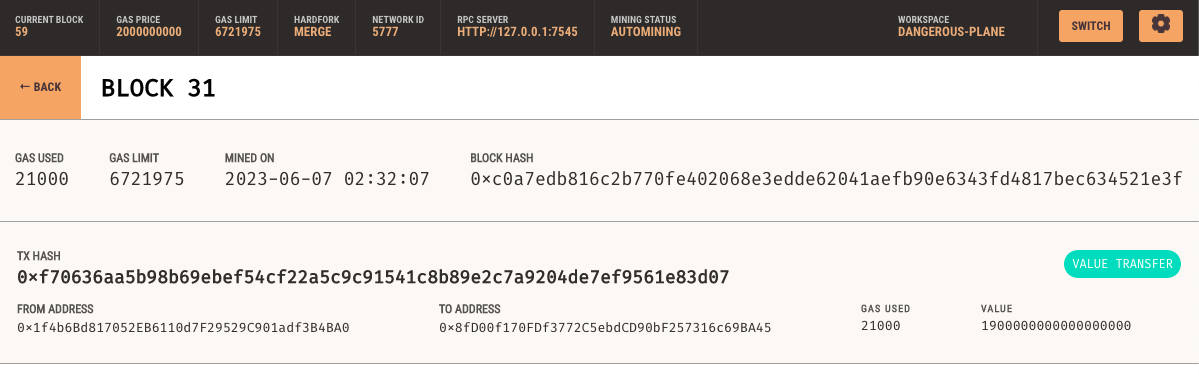 CURRENT BLOCK GAS PRICE GAS LIMIT HARDFORK NETWORK ID RPC SERVER MINING STATUS WORKSPACE
59 2000000000 6721975 MERGE 5777 HTTP://127.0.0.1:7545 AUTOMINING DANGEROUS-PLANE SWITCH
← BACK BLOCK 31
GAS USED GAS LIMIT MINED ON BLOCK HASH
21000 6721975 2023-06-07 02:32:07 0×c0a7edb816c2b770fe402068e3edde62041aefb90e6343fd4817bec634521e3f
TX HASH
0×f70636aa5b98b69ebef54cf22a5c9c91541c8b89e2c7a9204de7ef9561e83d07 VALUE TRANSFER
FROM ADDRESS TO ADDRESS GAS USED VALUE
0×1f4b6Bd817052EB6110d7F29529C901adf3B4BA0 0×8fD00f170FDf3772C5ebdCD90bF257316c69BA45 21000 1900000000000000000